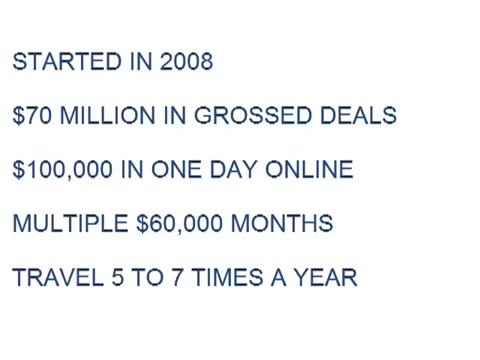 STARTED IN 2008
$70 MILLION IN GROSSED DEALS
$100,000 IN ONE DAY ONLINE
MULTIPLE $60,000 MONTHS
TRAVEL 5 TO 7 TIMES A YEAR